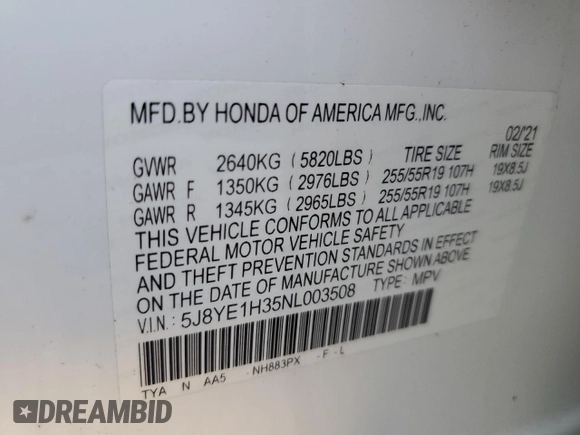 MFD.BY HONDA OF AMERICA MFG.,INC.
02/'21
GVWR 2640KG (5820LBS) TIRE SIZE RIM SIZE
GAWR F 1350KG (2976LBS) 255/55R19 107H 19X8.5J
GAWR R 1345KG (2965LBS) 255/55R19 107H 19X8.5J
THIS VEHICLE CONFORMS TO ALL APPLICABLE
FEDERAL MOTOR VEHICLE SAFETY
AND THEFT PREVENTION STANDARDS IN EFFECT
ON THE DATE OF MANUFACTURE SHOWN ABOVE
V.I.N.: 5J8YE1H35NL003508 TYPE: MPV
TYA N AA5 NH883PX F-L
DREAMBID